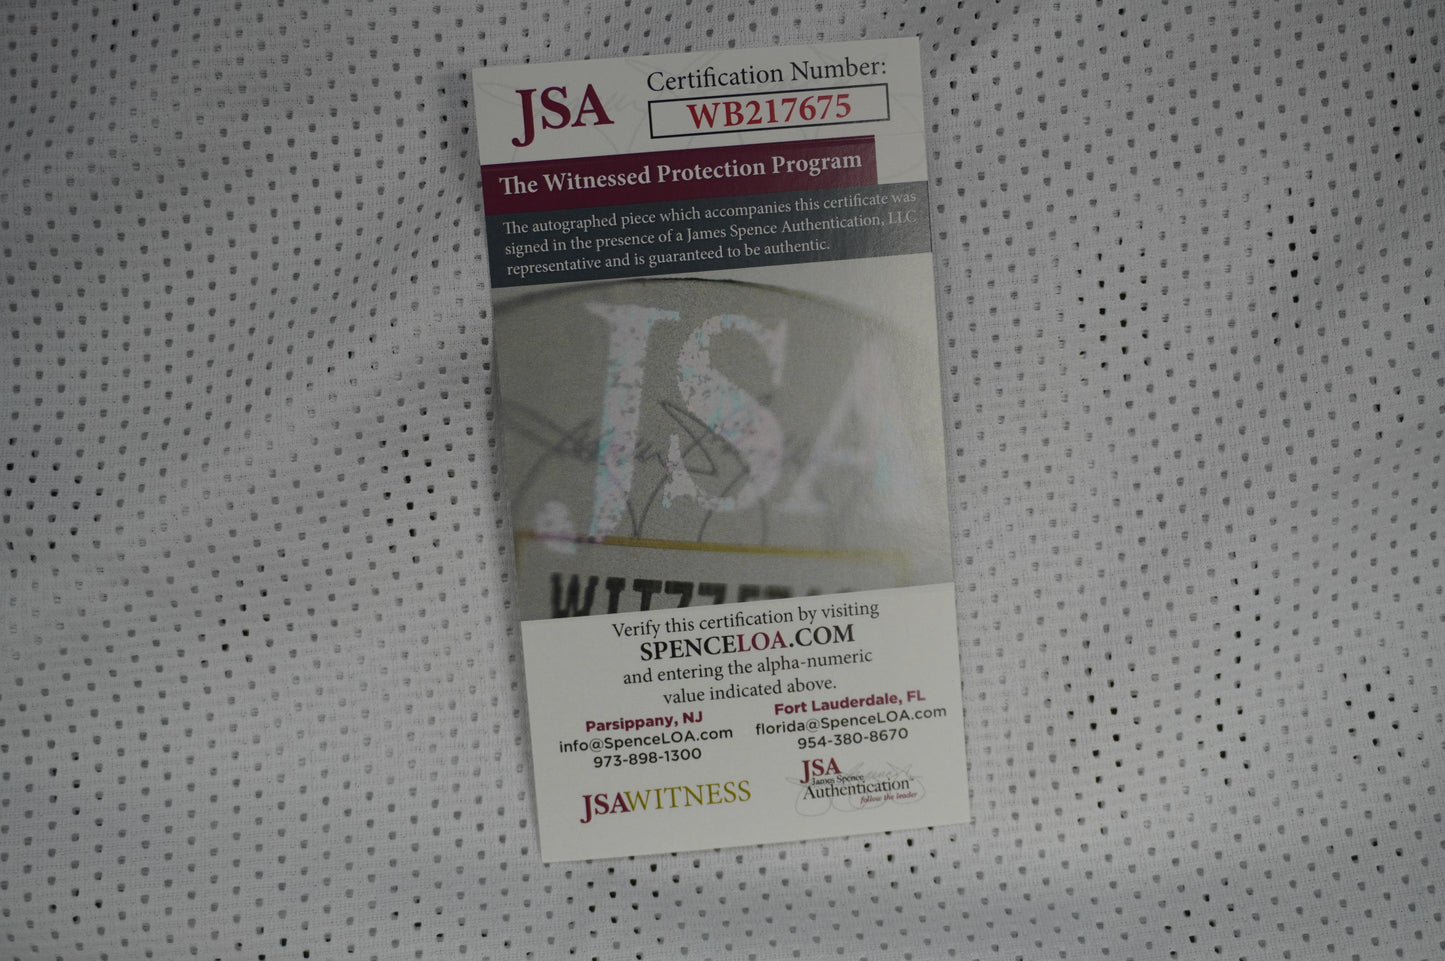 JSA
Certification Number:
WB217675
The Witnessed Protection Program
The autographed piece which accompanies this certificate was
signed in the presence of a James Spence Authentication, LLC
representative and is guaranteed to be authentic.
JSA
Verify this certification by visiting
SPENCELOA.COM
and entering the alpha-numeric
value indicated above.
Parsippany, NJ
info@SpenceLOA.com
973-898-1300
Fort Lauderdale, FL
florida@SpenceLOA.com
954-380-8670
JSAWITNESS
JSA
James Spence
Authentication
follow the leader